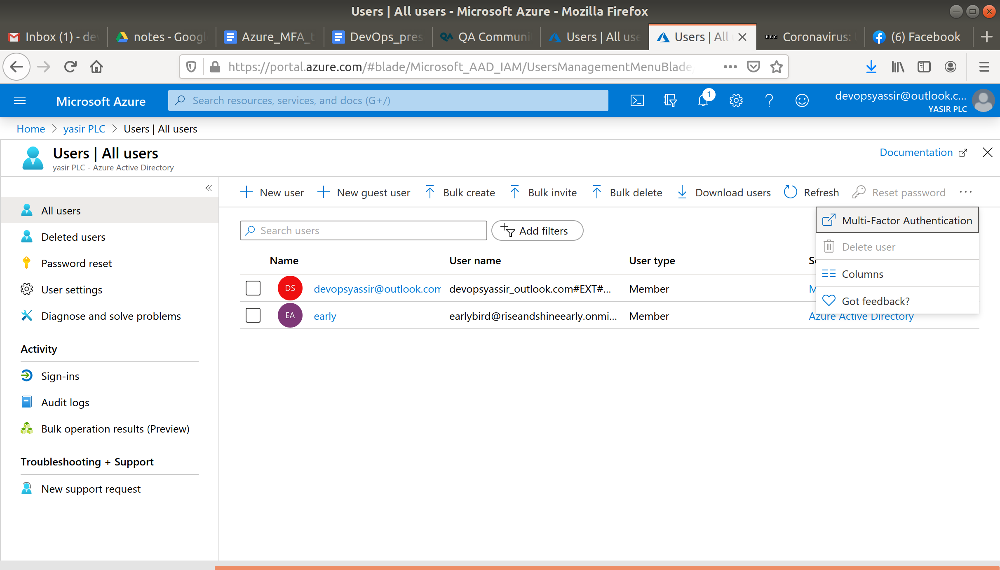 Users | All users - Microsoft Azure - Mozilla Firefox
Inbox (1) - de
notes - Googl
Azure_MFA_t
DevOps_pres
QA Communi
Users | All use
Users | All
BBC
Coronavirus:
(6) Facebook
https://portal.azure.com/#blade/Microsoft_AAD_IAM/UsersManagementMenuBlade/
Microsoft Azure
Search resources, services, and docs (G+/)
1
devopsyassir@outlook.c...
YASIR PLC
Home > yasir PLC > Users | All users
Users | All users
yasir PLC - Azure Active Directory
Documentation
«
New user
New guest user
Bulk create
Bulk invite
Bulk delete
Download users
Refresh
Reset password
...
All users
Deleted users
Password reset
User settings
Diagnose and solve problems
Activity
Sign-ins
Audit logs
Bulk operation results (Preview)
Troubleshooting + Support
New support request
Search users
Add filters
Multi-Factor Authentication
Delete user
Columns
Got feedback?
Name User name User type
DS devopsyassir@outlook.com devopsyassir_outlook.com#EXT#... Member
EA early earlybird@riseandshineearly.onmi... Member Azure Active Directory